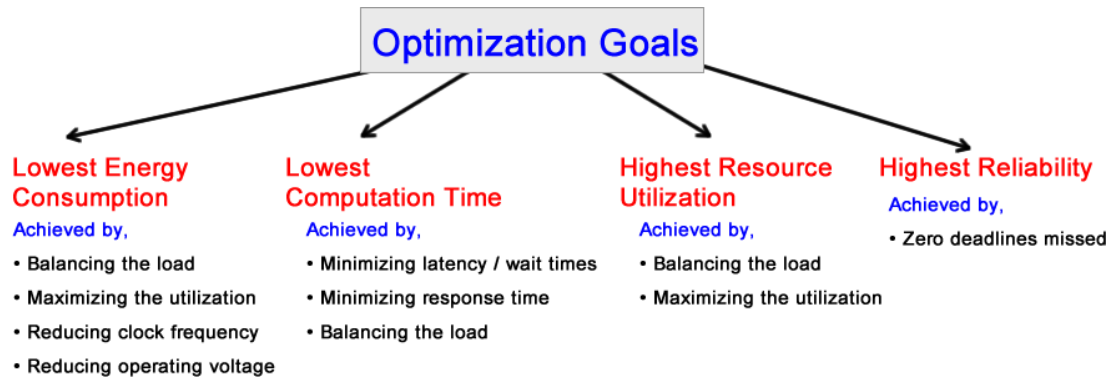 Optimization Goals
Lowest Energy
Consumption
Achieved by,
• Balancing the load
• Maximizing the utilization
• Reducing clock frequency
• Reducing operating voltage
Lowest
Computation Time
Achieved by,
• Minimizing latency / wait times
• Minimizing response time
• Balancing the load
Highest Resource
Utilization
Achieved by,
• Balancing the load
• Maximizing the utilization
Highest Reliability
Achieved by,
• Zero deadlines missed